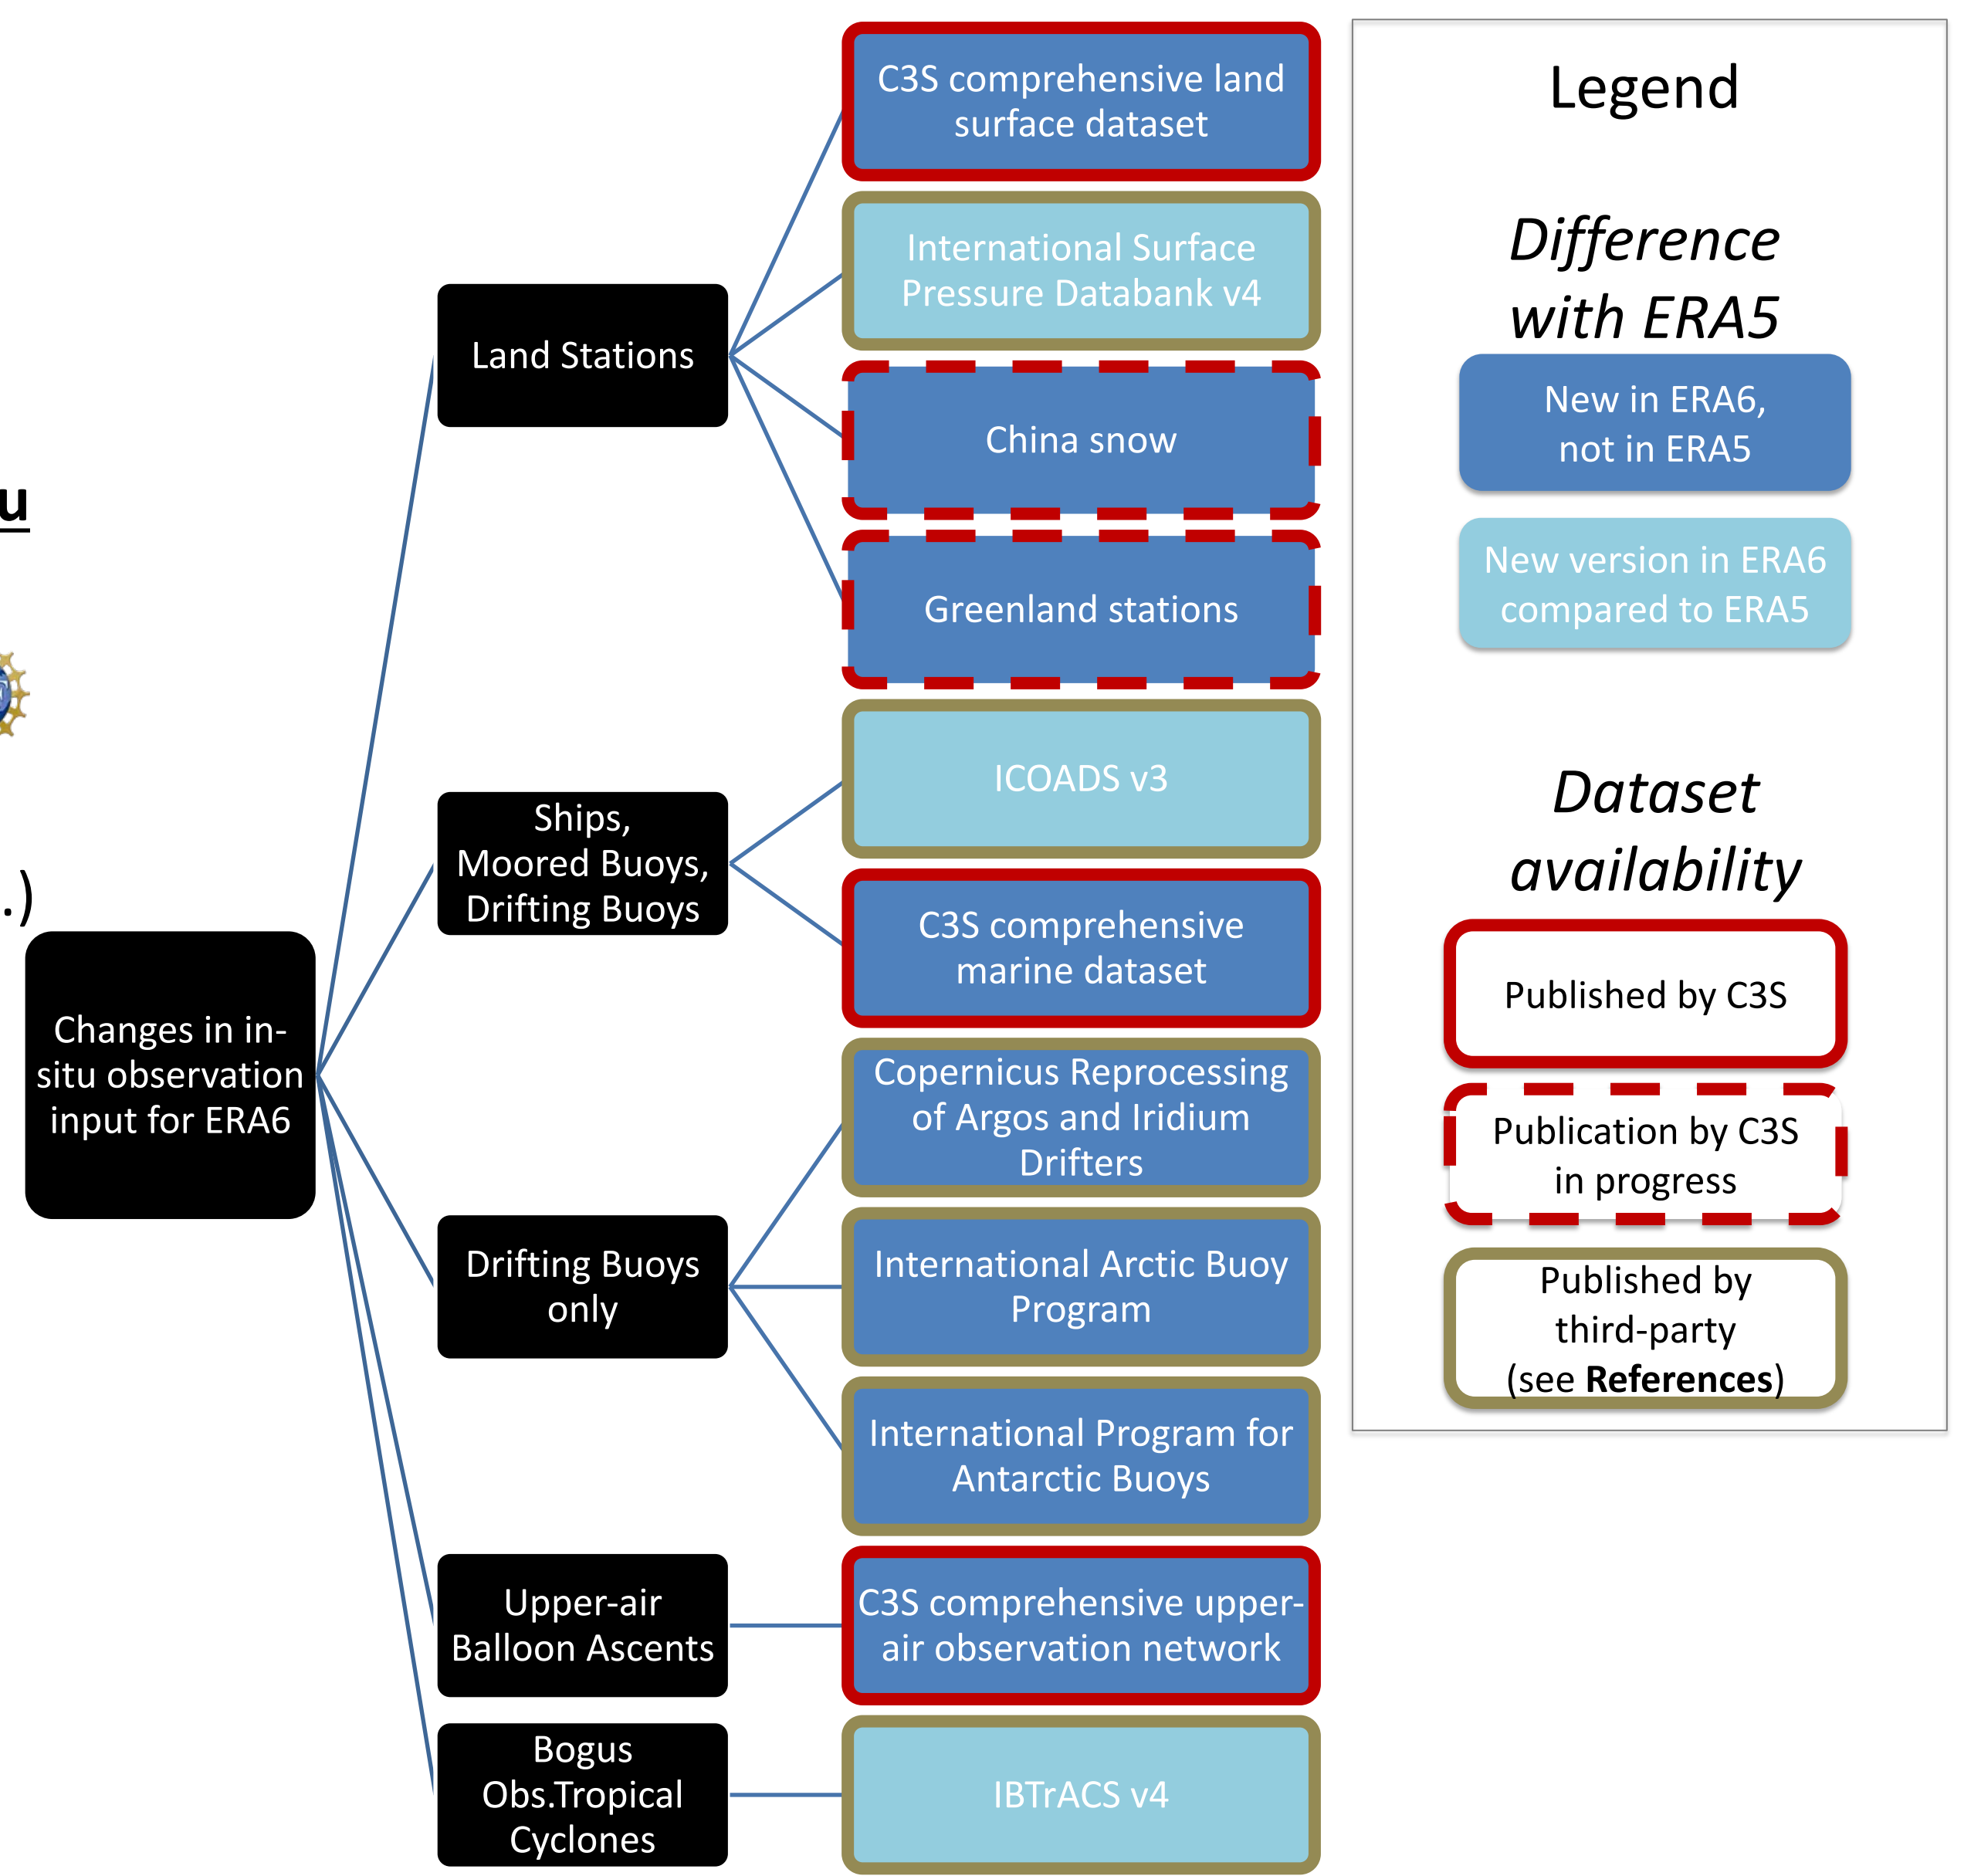 u
.)
Changes in in-
situ observation
input for ERA6
Land Stations
C3S comprehensive land
surface dataset
International Surface
Pressure Databank v4
China snow
Greenland stations
Ships,
Moored Buoys,
Drifting Buoys
ICOADS v3
C3S comprehensive
marine dataset
Drifting Buoys
only
Copernicus Reprocessing
of Argos and Iridium
Drifters
International Arctic Buoy
Program
International Program for
Antarctic Buoys
Upper-air
Balloon Ascents
C3S comprehensive upper-
air observation network
Bogus
Obs.Tropical
Cyclones
IBTrACS v4
Legend
Difference
with ERA5
New in ERA6,
not in ERA5
New version in ERA6
compared to ERA5
Dataset
availability
Published by C3S
Publication by C3S
in progress
Published by
third-party
(see References)